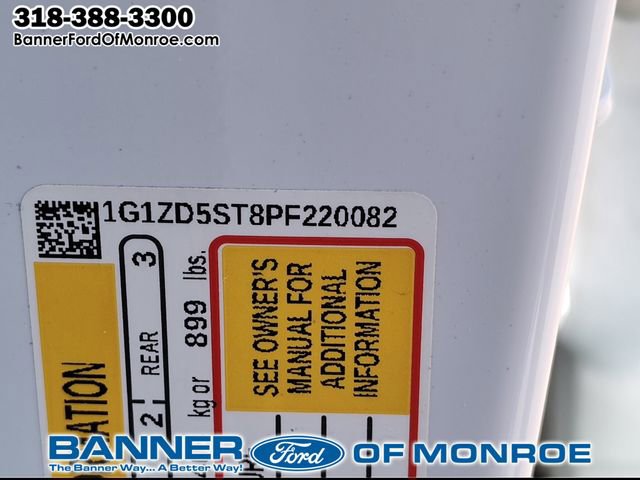 318-388-3300
BannerFordOfMonroe.com
1G1ZD5ST8PF220082
REAR 3
2
kg or 899 lbs.
SEE OWNER'S
MANUAL FOR
ADDITIONAL
INFORMATION
BANNER Ford OF MONROE
The Banner Way... A Better Way!